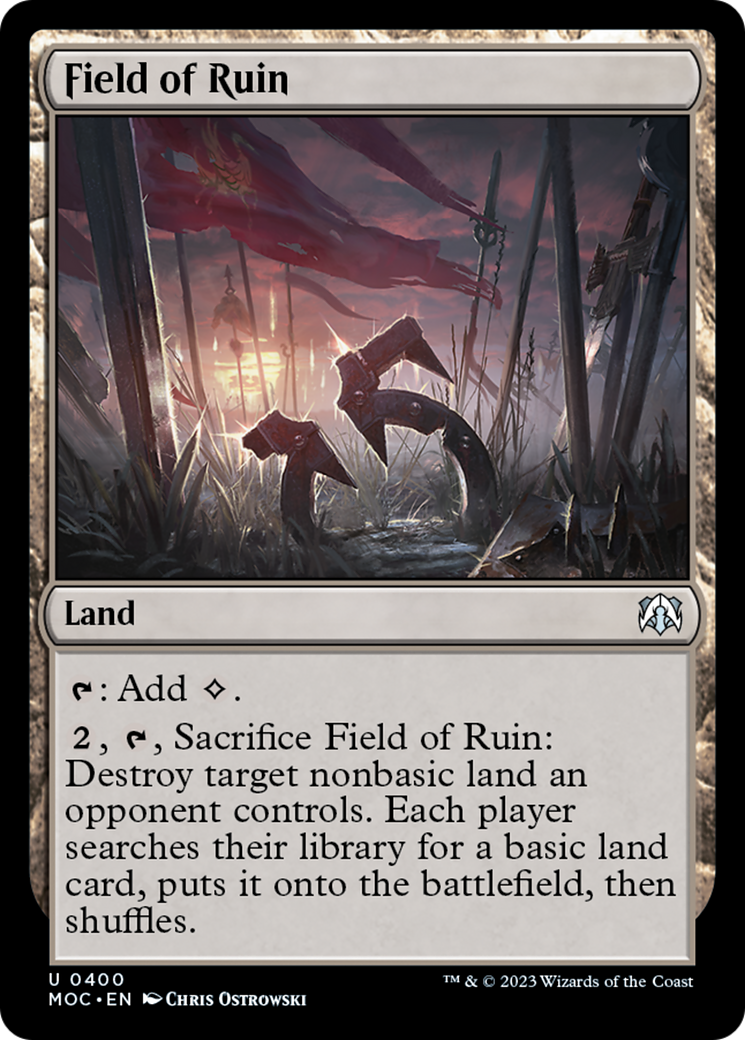 Field of Ruin
Land
: Add .
2, , Sacrifice Field of Ruin:
Destroy target nonbasic land an
opponent controls. Each player
searches their library for a basic land
card, puts it onto the battlefield, then
shuffles.
U 0400
™ & © 2023 Wizards of the Coast
MOC • EN Chris Ostrowski